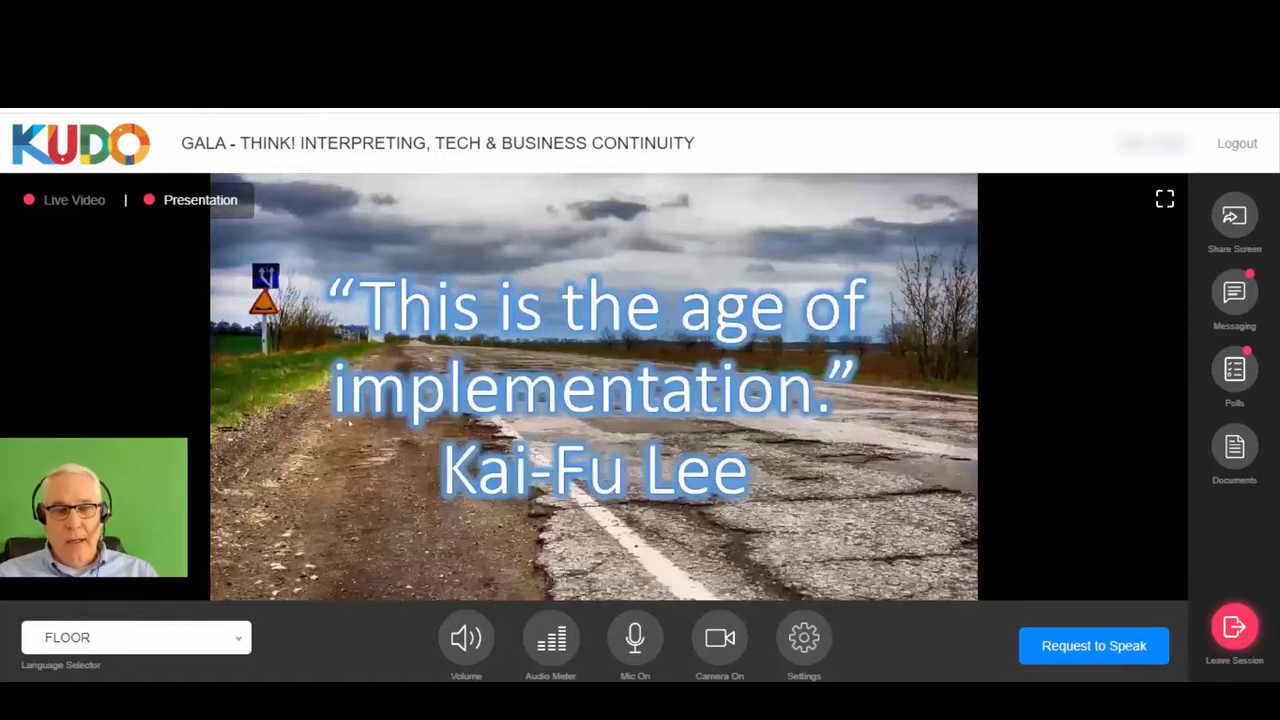 KUDO
GALA - THINK! INTERPRETING, TECH & BUSINESS CONTINUITY
Logout
Live Video | Presentation
Share Screen
“This is the age of
implementation.”
Kai-Fu Lee
Messaging
Polls
Documents
FLOOR
Language Selector
Volume
Audio Meter
Mic On
Camera On
Settings
Request to Speak
Leave Session